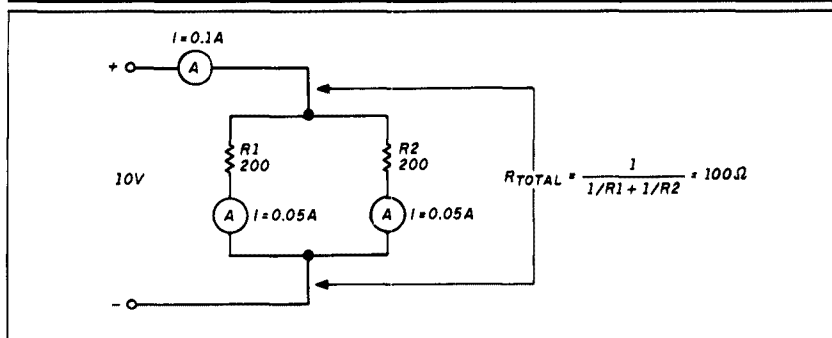 I=0.1A
+ A
R1
200
R2
200
10V
RTOTAL = 1 / 1/R1 + 1/R2 = 100Ω
A I=0.05A
A I=0.05A
-